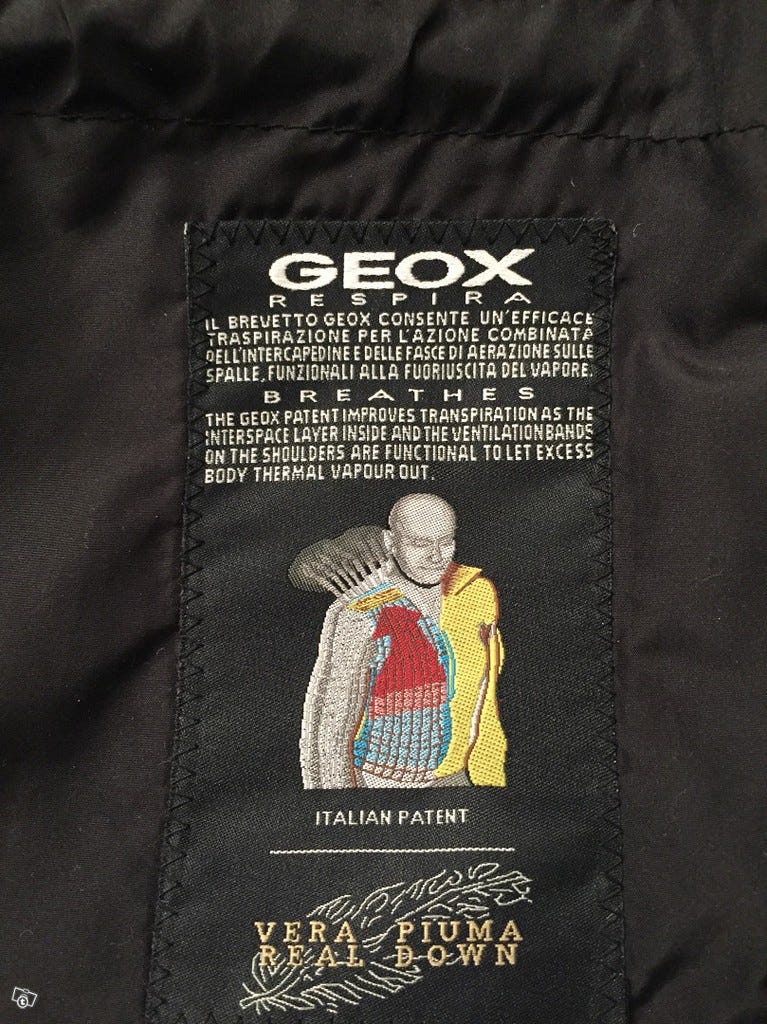 GEOX
RESPIRA
IL BREVETTO GEOX CONSENTE UN'EFFICACE
TRASPIRAZIONE PER L'AZIONE COMBINATA
DELL'INTERCAPEDINE E DELLE FASCE DI AERAZIONE SULLE
SPALLE, FUNZIONALI ALLA FUORIUSCITA DEL VAPORE.
BREATHES
THE GEOX PATENT IMPROVES TRANSPIRATION AS THE
INTERSPACE LAYER INSIDE AND THE VENTILATION BANDS
ON THE SHOULDERS ARE FUNCTIONAL TO LET EXCESS
BODY THERMAL VAPOUR OUT.
ITALIAN PATENT
VERA PIUMA
REAL DOWN